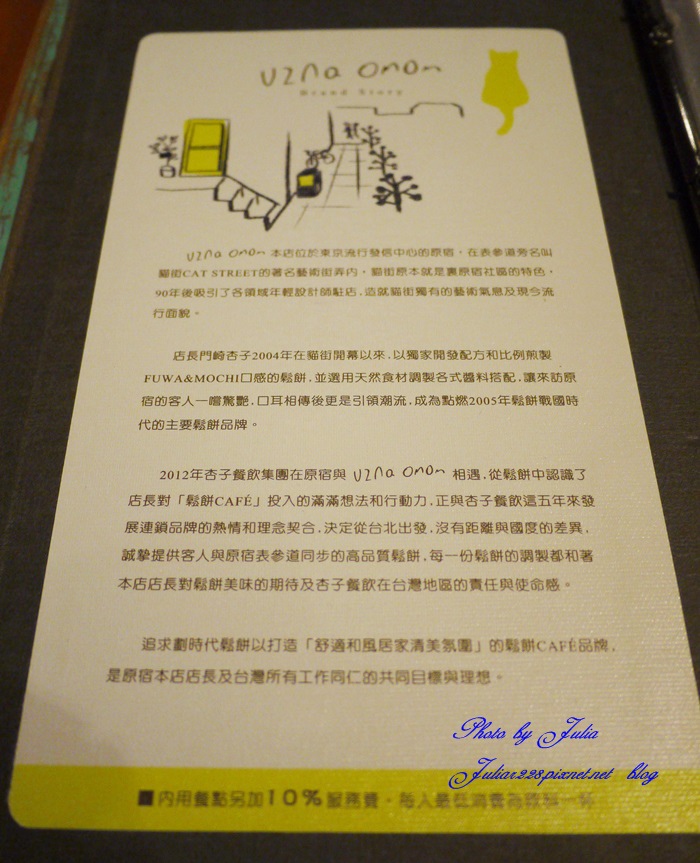 uzna omom
Brand Story
uzna omom 本店位於東京流行發信中心的原宿，在表參道旁名叫
貓街CAT STREET的著名藝術街弄內，貓街原本就是裏原宿社區的特色，
90年後吸引了各領域年輕設計師駐店，造就貓街獨有的藝術氣息及現今流
行面貌。
店長門崎杏子2004年在貓街開幕以來，以獨家開發配方和比例煎製
FUWA&MOCHI口感的鬆餅，並選用天然食材調製各式醬料搭配，讓來訪原
宿的客人一嚐驚艷，口耳相傳後更是引領潮流，成為點燃2005年鬆餅戰國時
代的主要鬆餅品牌。
2012年杏子餐飲集團在原宿與 uzna omom 相遇，從鬆餅中認識了
店長對「鬆餅CAFÉ」投入的滿滿想法和行動力，正與杏子餐飲這五年來發
展連鎖品牌的熱情和理念契合，決定從台北出發，沒有距離與國度的差異，
誠摯提供客人與原宿表參道同步的高品質鬆餅，每一份鬆餅的調製都和著
本店店長對鬆餅美味的期待及杏子餐飲在台灣地區的責任與使命感。
追求劃時代鬆餅以打造「舒適和風居家清美氛圍」的鬆餅CAFÉ品牌，
是原宿本店店長及台灣所有工作同仁的共同目標與理想。
Photo by Julia
Julia1228.pixnet.net blog
■內用餐點另加10%服務費，每人最低消費為飲料一杯